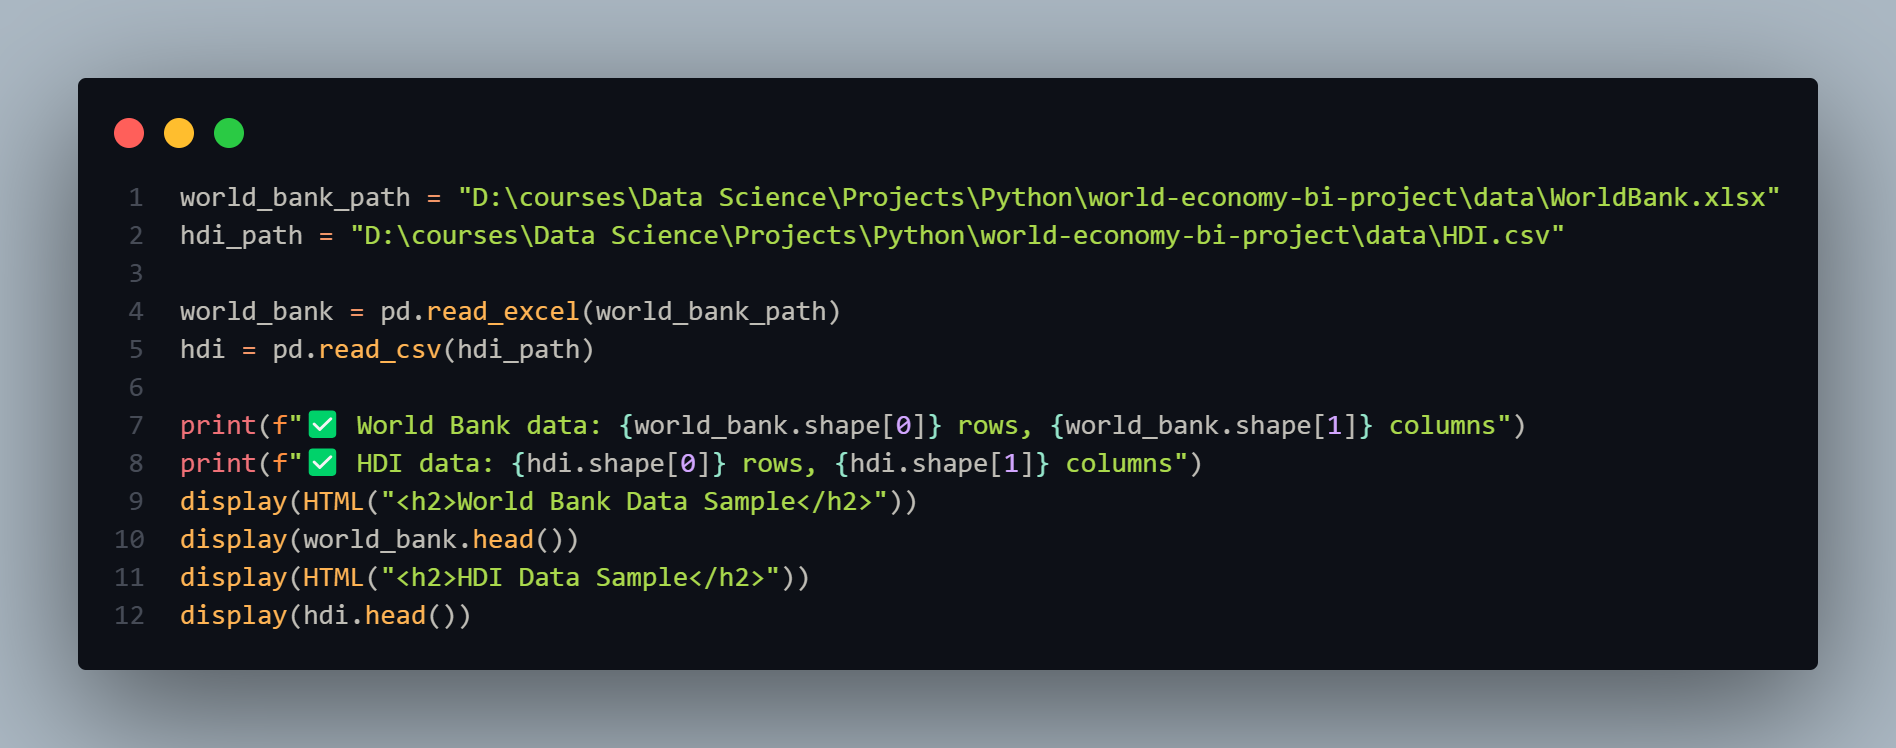 1 world_bank_path = "D:\courses\Data Science\Projects\Python\world-economy-bi-project\data\WorldBank.xlsx"
2 hdi_path = "D:\courses\Data Science\Projects\Python\world-economy-bi-project\data\HDI.csv"
3
4 world_bank = pd.read_excel(world_bank_path)
5 hdi = pd.read_csv(hdi_path)
6
7 print(f"✅ World Bank data: {world_bank.shape[0]} rows, {world_bank.shape[1]} columns")
8 print(f"✅ HDI data: {hdi.shape[0]} rows, {hdi.shape[1]} columns")
9 display(HTML("<h2>World Bank Data Sample</h2>"))
10 display(world_bank.head())
11 display(HTML("<h2>HDI Data Sample</h2>"))
12 display(hdi.head())